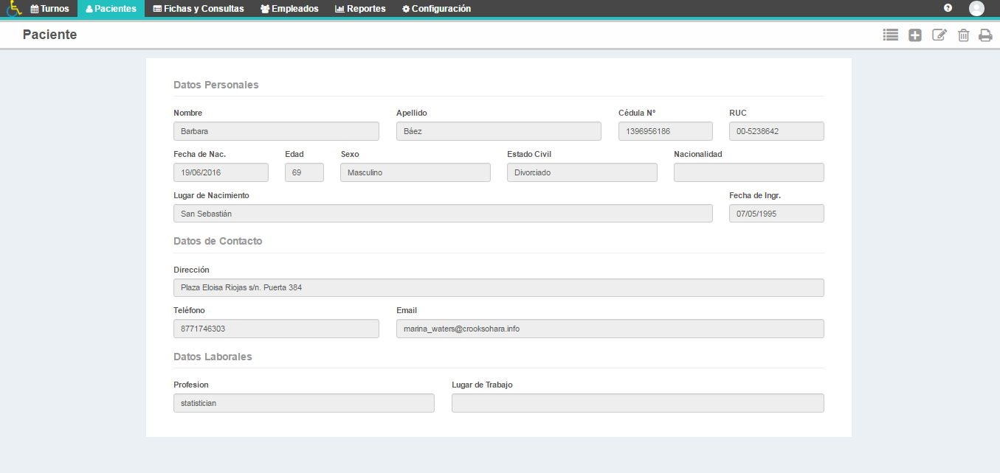 Turnos Pacientes Fichas y Consultas Empleados Reportes Configuración ?
Paciente
Datos Personales
Nombre Apellido Cédula Nº RUC
Barbara Báez 1396956186 00-5238642
Fecha de Nac. Edad Sexo Estado Civil Nacionalidad
19/06/2016 69 Masculino Divorciado
Lugar de Nacimiento Fecha de Ingr.
San Sebastián 07/05/1995
Datos de Contacto
Dirección
Plaza Eloisa Riojas s/n. Puerta 384
Teléfono Email
8771746303 marina_waters@crooksohara.info
Datos Laborales
Profesion Lugar de Trabajo
statistician